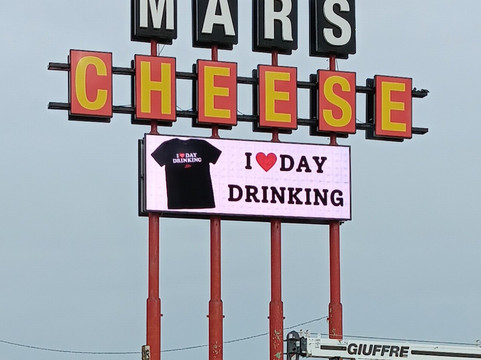 MARS
CHEESE
I ❤ DAY
DRINKING
I ❤ DAY
DRINKING
GIUFFRE